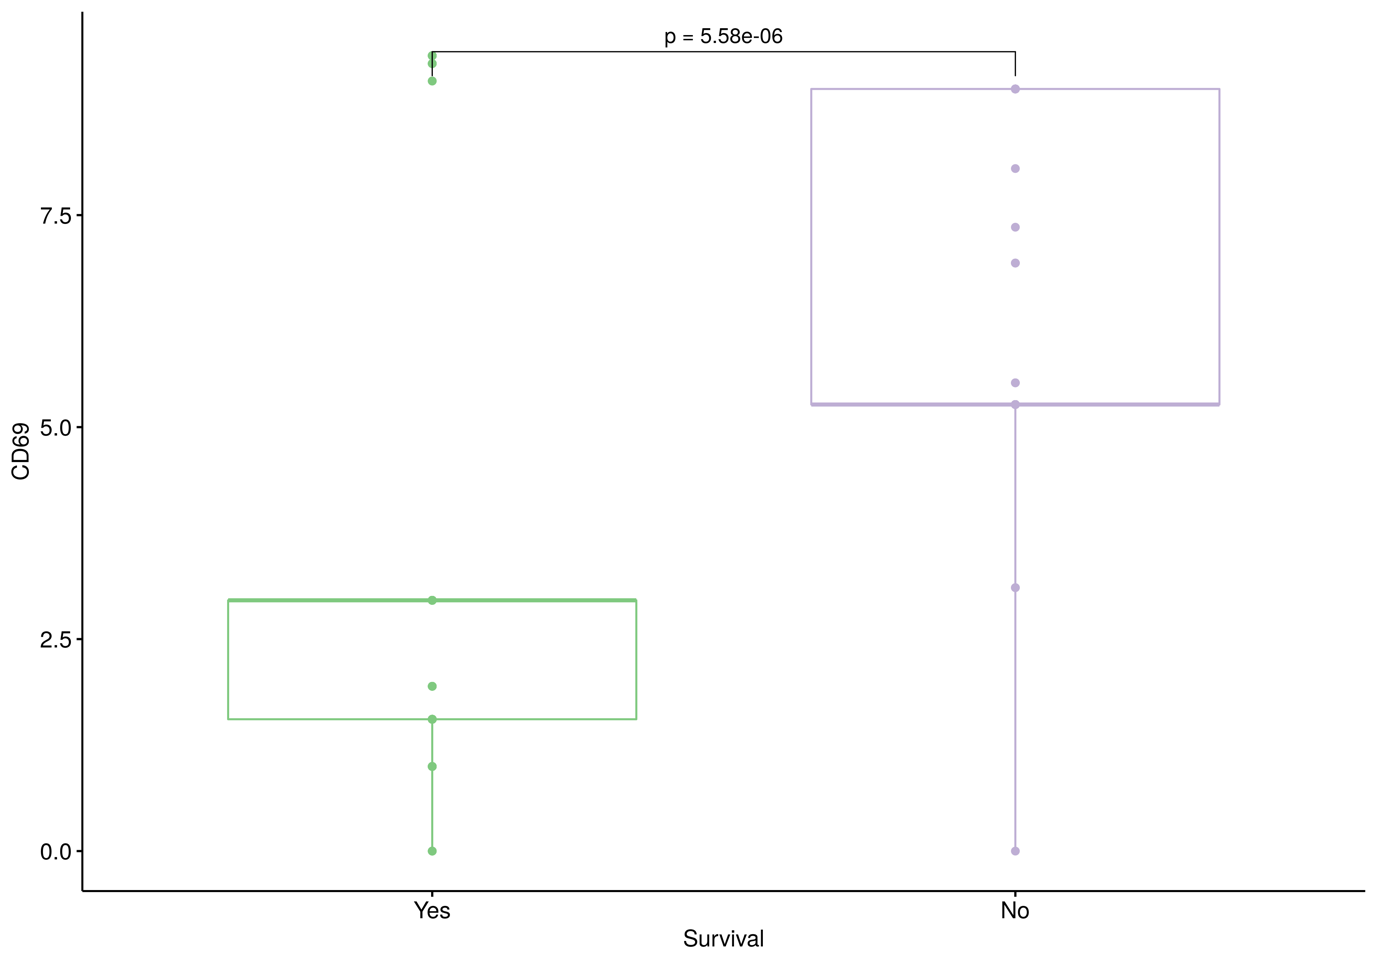 p = 5.58e-06
7.5
5.0
2.5
0.0
CD69
Yes
No
Survival